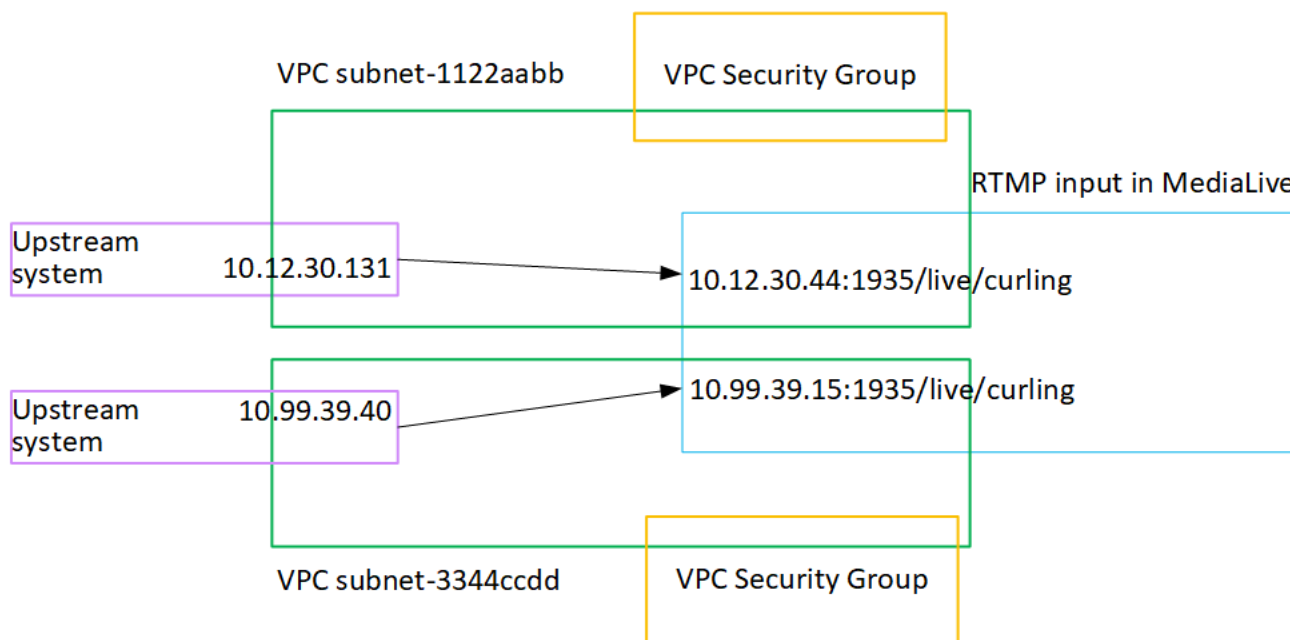 VPC subnet-1122aabb
VPC Security Group
RTMP input in MediaLive
Upstream
system
10.12.30.131
10.12.30.44:1935/live/curling
Upstream
system
10.99.39.40
10.99.39.15:1935/live/curling
VPC subnet-3344ccdd
VPC Security Group